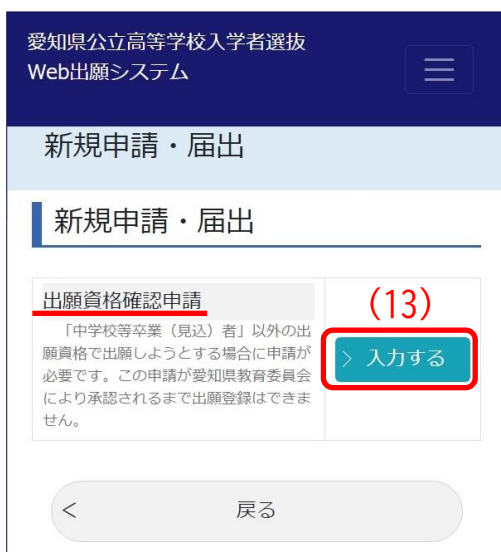 愛知県公立高等学校入学者選抜
Web出願システム
新規申請・届出
新規申請・届出
出願資格確認申請
「中学校等卒業（見込）者」以外の出
願資格で出願しようとする場合に申請が
必要です。この申請が愛知県教育委員会
により承認されるまで出願登録はできま
せん。
(13)
> 入力する
< 戻る